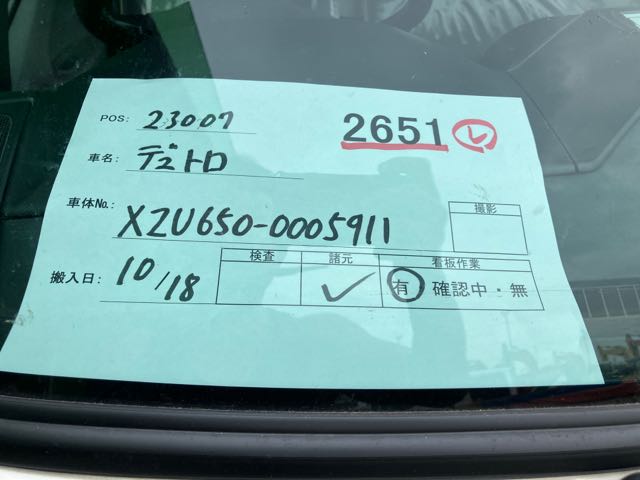 POS: 23007
2651 レ
車名: デュトロ
車体No.: XZU650-0005911
撮影
搬入日: 10/18
検査 諸元 看板作業
✓ 有 確認中・無